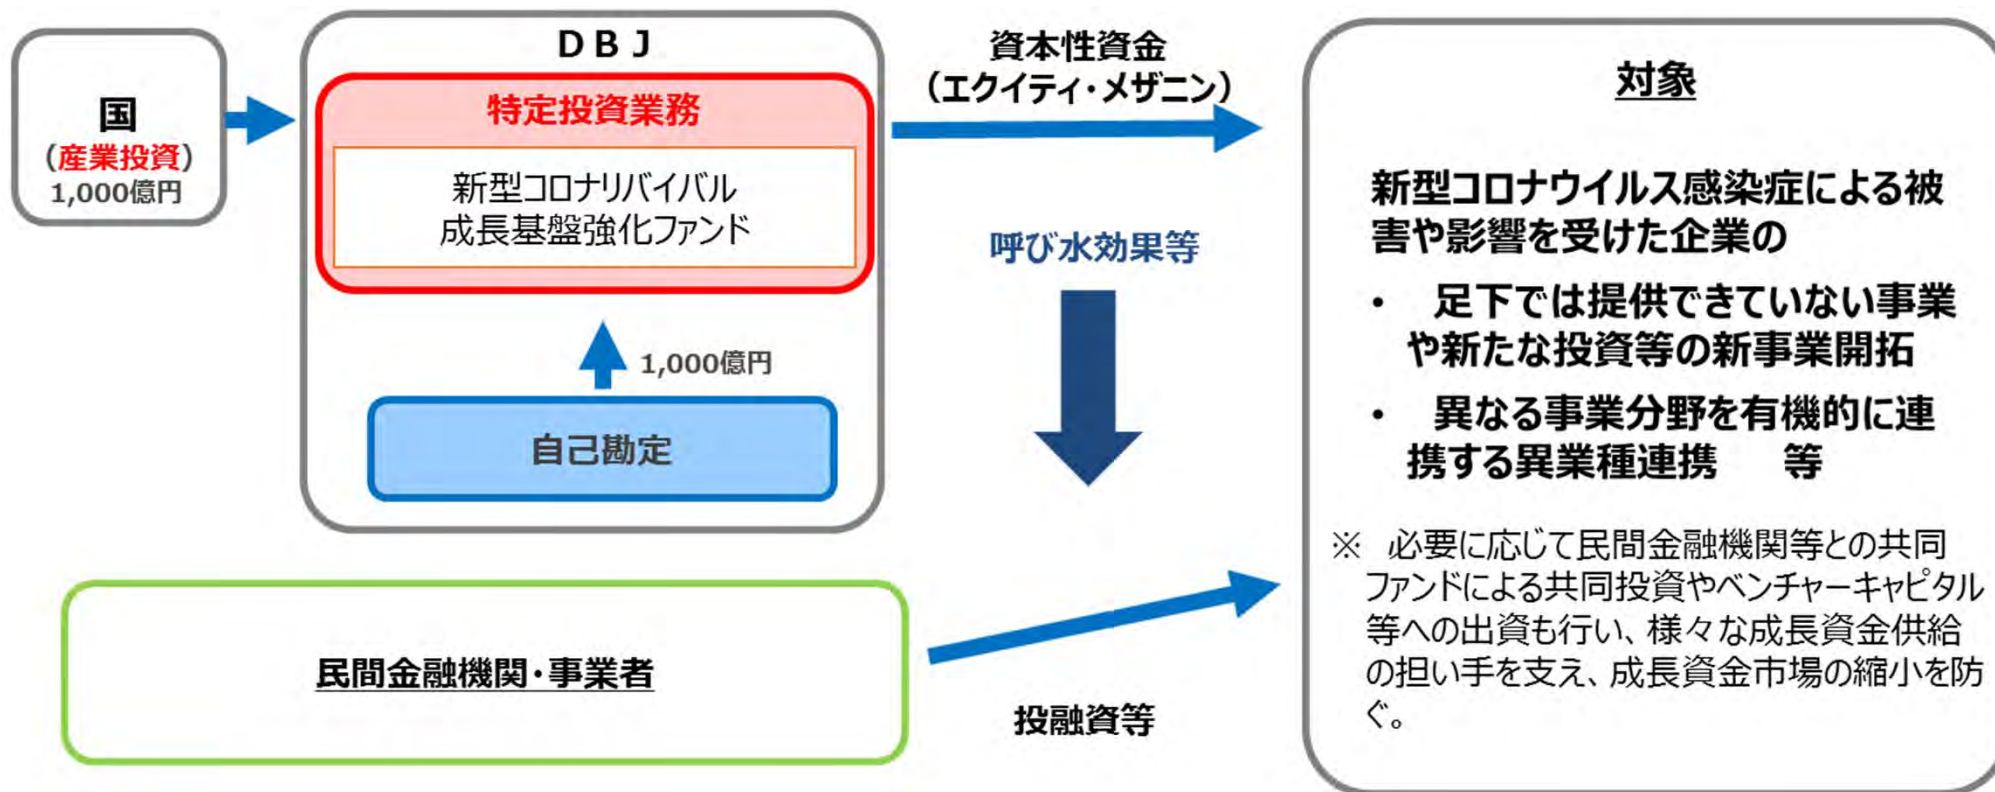 国
（産業投資）
1,000億円
ＤＢＪ
特定投資業務
新型コロナリバイバル
成長基盤強化ファンド
1,000億円
自己勘定
資本性資金
（エクイティ・メザニン）
呼び水効果等
民間金融機関・事業者
投融資等
対象
新型コロナウイルス感染症による被
害や影響を受けた企業の
・　足下では提供できていない事業
や新たな投資等の新事業開拓
・　異なる事業分野を有機的に連
携する異業種連携　　等
※　必要に応じて民間金融機関等との共同
ファンドによる共同投資やベンチャーキャピタル
等への出資も行い、様々な成長資金供給
の担い手を支え、成長資金市場の縮小を防
ぐ。